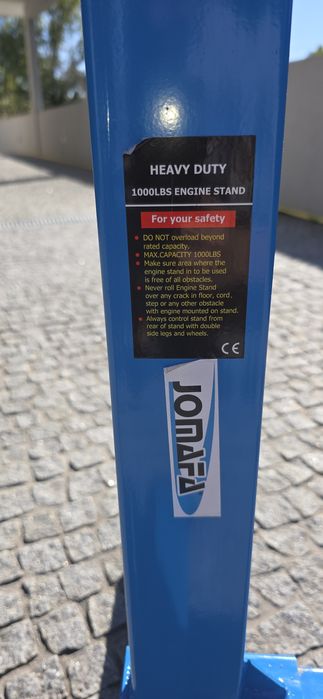 HEAVY DUTY
1000LBS ENGINE STAND
For your safety
DO NOT overload beyond
rated capacity.
MAX.CAPACITY 1000LBS
Make sure area where the
engine stand in to be used
is free of all obstacles.
Never roll Engine Stand
over any crack in floor, cord,
step or any other obstacle
with engine mounted on stand.
Always control stand from
rear of stand with double
side legs and wheels.
CE
JOMAFA